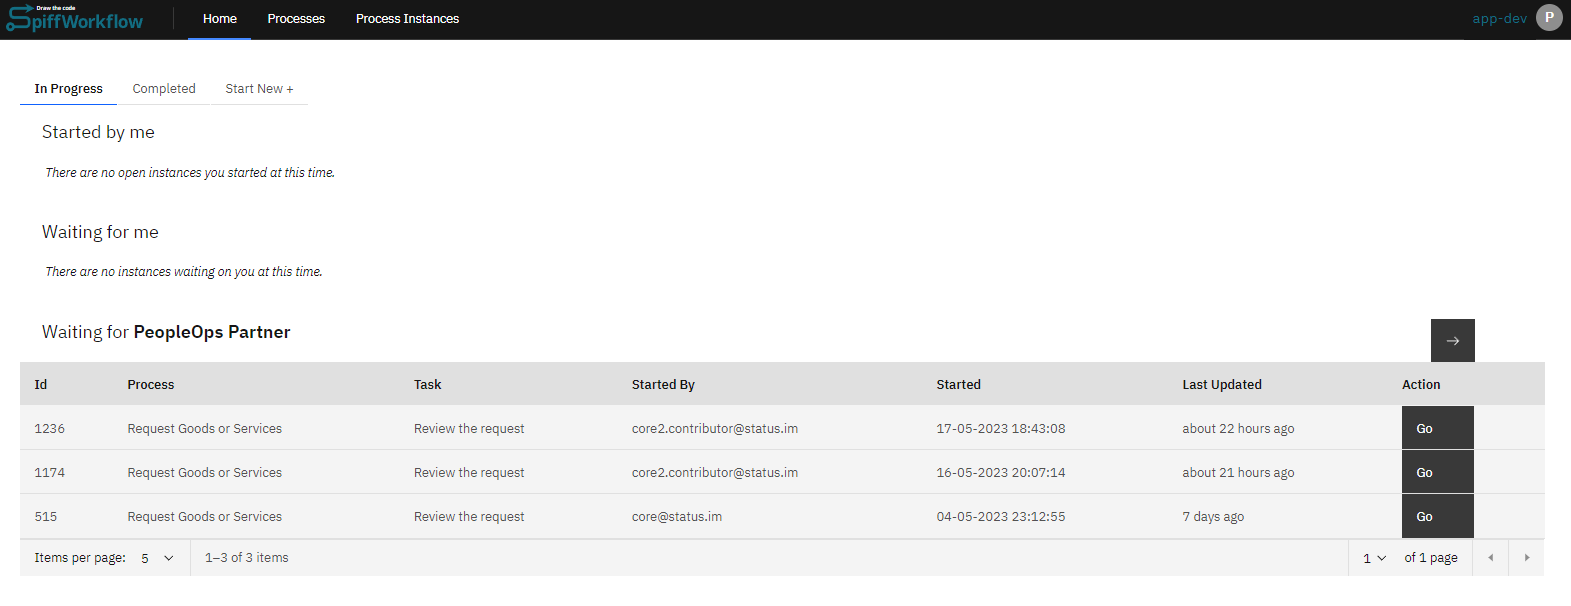 Draw the code
SpiffWorkflow Home Processes Process Instances app-dev P
In Progress Completed Start New +
Started by me
There are no open instances you started at this time.
Waiting for me
There are no instances waiting on you at this time.
Waiting for PeopleOps Partner
Id Process Task Started By Started Last Updated Action
1236 Request Goods or Services Review the request core2.contributor@status.im 17-05-2023 18:43:08 about 22 hours ago Go
1174 Request Goods or Services Review the request core2.contributor@status.im 16-05-2023 20:07:14 about 21 hours ago Go
515 Request Goods or Services Review the request core@status.im 04-05-2023 23:12:55 7 days ago Go
Items per page: 5 1–3 of 3 items 1 of 1 page